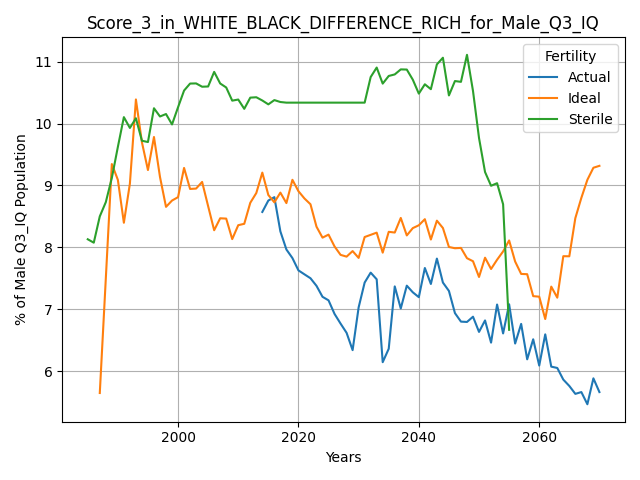 Score_3_in_WHITE_BLACK_DIFFERENCE_RICH_for_Male_Q3_IQ
% of Male Q3_IQ Population
11
10
9
8
7
6
Fertility
Actual
Ideal
Sterile
2000
2020
2040
2060
Years